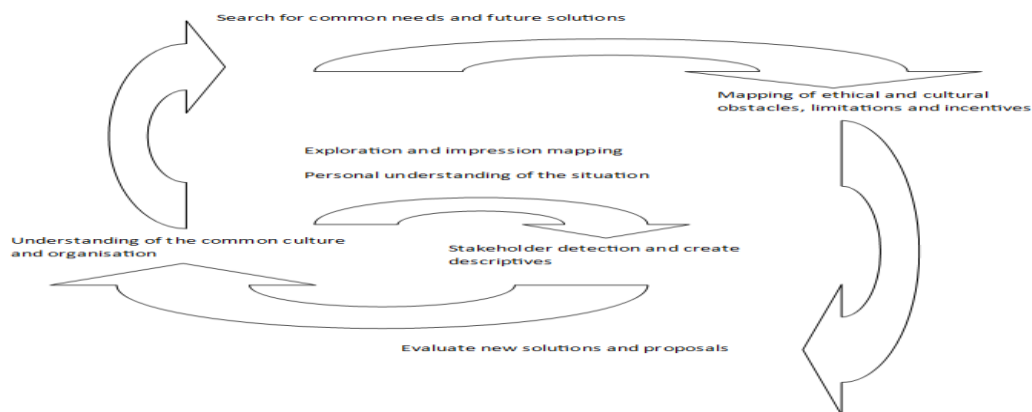 Search for common needs and future solutions
Mapping of ethical and cultural
obstacles, limitations and incentives
Exploration and impression mapping
Personal understanding of the situation
Understanding of the common culture
and organisation
Stakeholder detection and create
descriptives
Evaluate new solutions and proposals